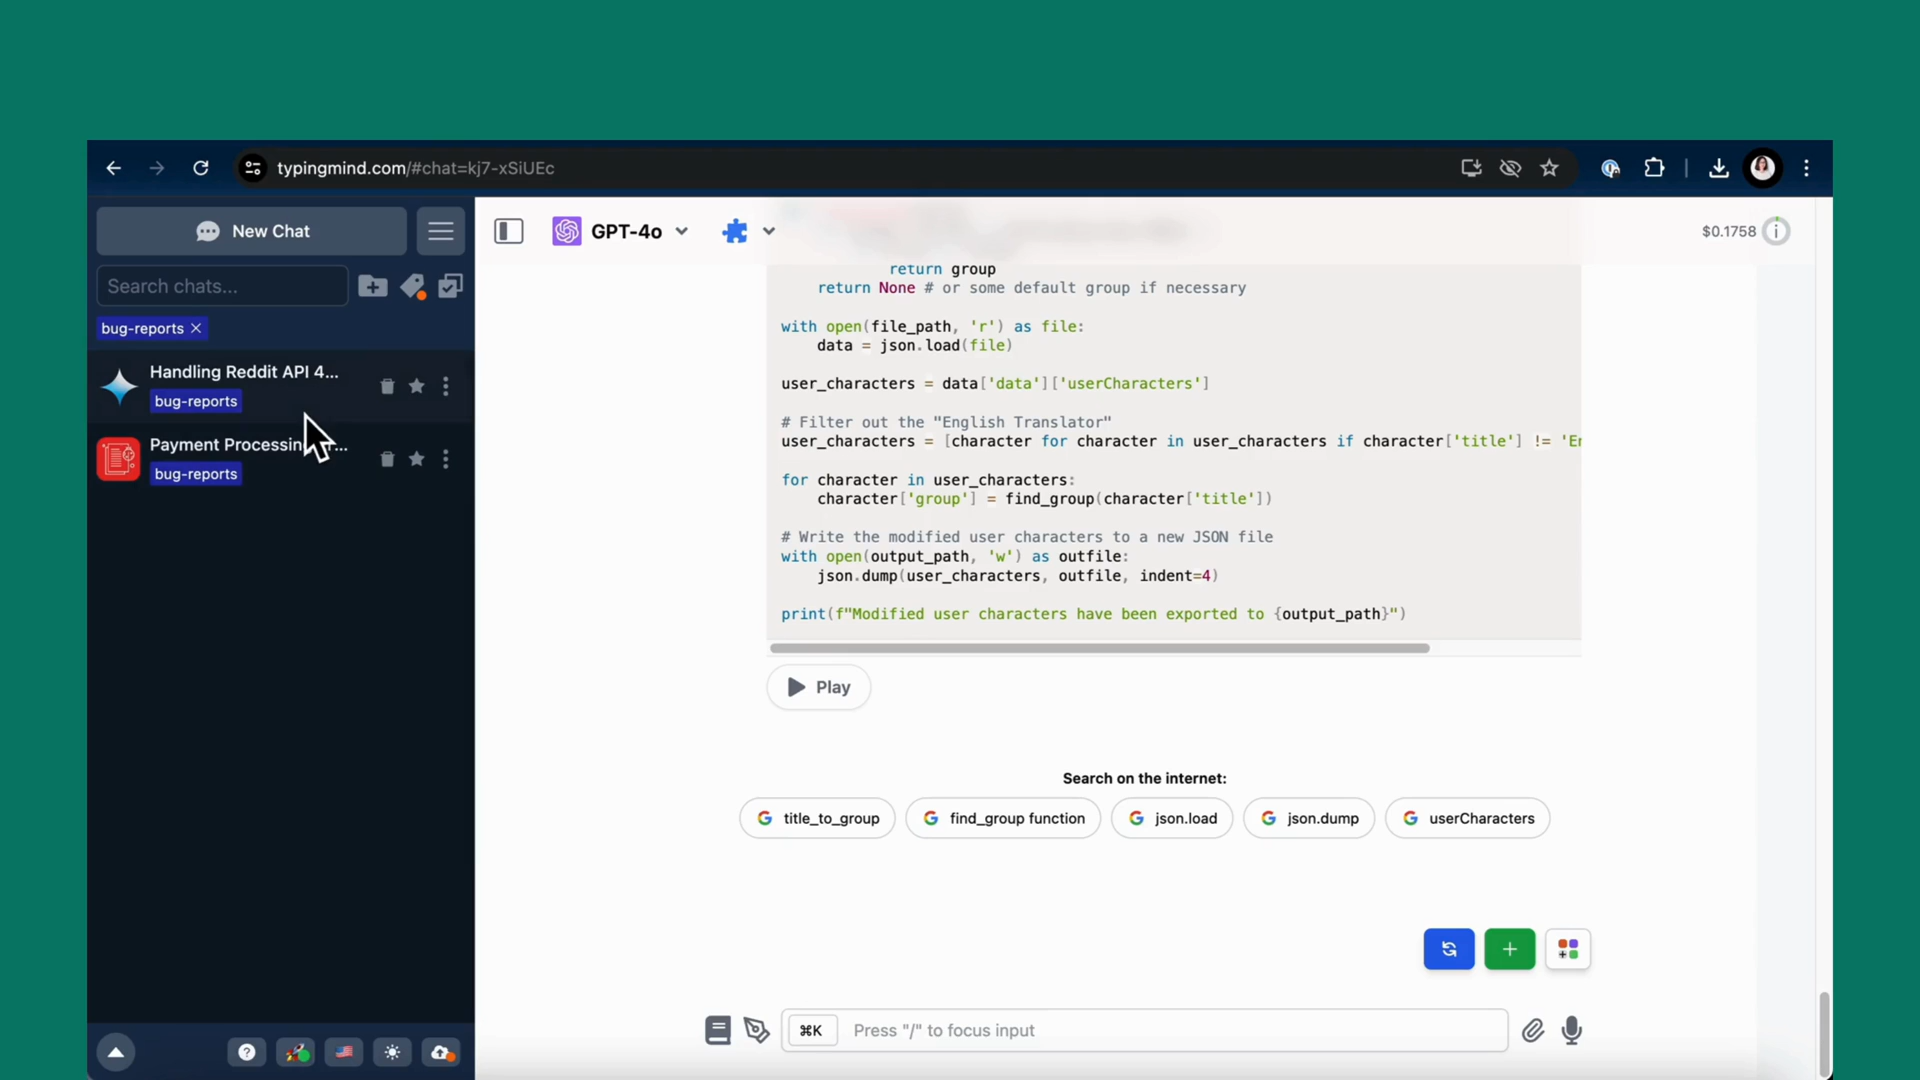 typingmind.com/#chat=kj7-xSiUEc
New Chat
Search chats...
bug-reports
Handling Reddit API 4...
bug-reports
Payment Processin
...
bug-reports
GPT-4o
$0.1758
return group
return None # or some default group if necessary
with open(file_path, 'r') as file:
data = json.load(file)
user_characters = data['data']['userCharacters']
# Filter out the "English Translator"
user_characters = [character for character in user_characters if character['title'] != 'En
for character in user_characters:
character['group'] = find_group(character['title'])
# Write the modified user characters to a new JSON file
with open(output_path, 'w') as outfile:
json.dump(user_characters, outfile, indent=4)
print(f"Modified user characters have been exported to {output_path}")
Play
Search on the internet:
title_to_group
find_group function
json.load
json.dump
userCharacters
⌘K
Press "/" to focus input